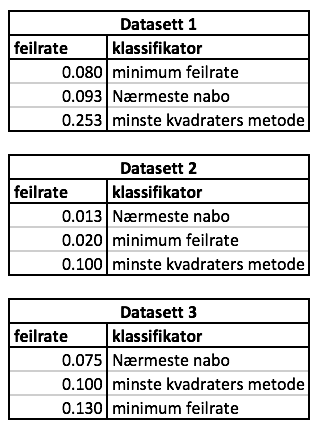 Datasett 1
feilrate klassifikator
0.080 minimum feilrate
0.093 Nærmeste nabo
0.253 minste kvadraters metode
Datasett 2
feilrate klassifikator
0.013 Nærmeste nabo
0.020 minimum feilrate
0.100 minste kvadraters metode
Datasett 3
feilrate klassifikator
0.075 Nærmeste nabo
0.100 minste kvadraters metode
0.130 minimum feilrate